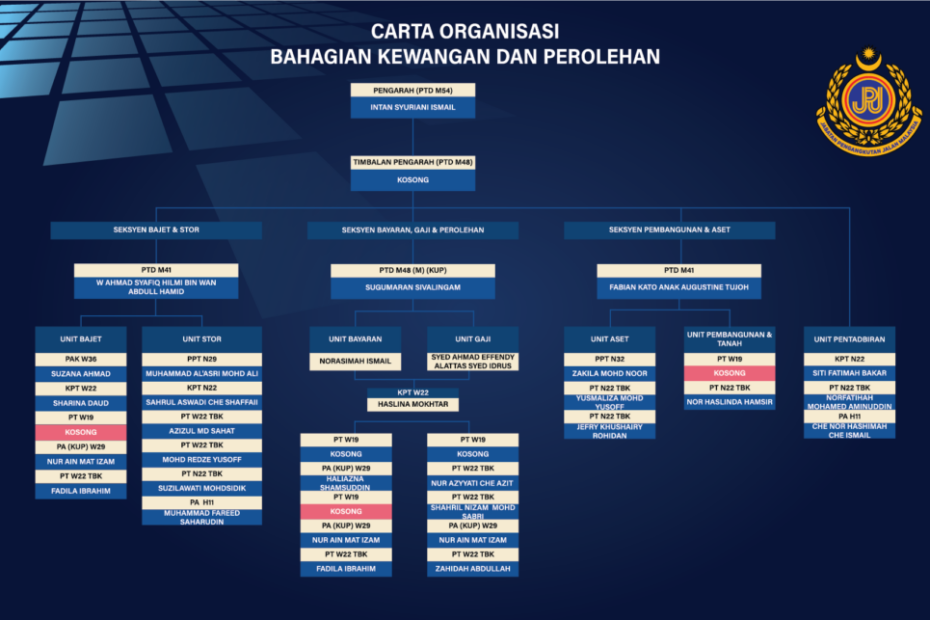 CARTA ORGANISASI
BAHAGIAN KEWANGAN DAN PEROLEHAN
JPJ
JABATAN PENGANGKUTAN JALAN MALAYSIA
PENGARAH (PTD M54)
INTAN SYURIANI ISMAIL
TIMBALAN PENGARAH (PTD M48)
KOSONG
SEKSYEN BAJET & STOR
PTD M41
W AHMAD SYAFIQ HILMI BIN WAN
ABDULL HAMID
UNIT BAJET
PAK W36
SUZANA AHMAD
KPT W22
SHARINA DAUD
PT W19
KOSONG
PA (KUP) W29
NUR AIN MAT IZAM
PT W22 TBK
FADILA IBRAHIM
UNIT STOR
PPT N29
MUHAMMAD AL'ASRI MOHD ALI
KPT N22
SAHRUL ASWADI CHE SHAFFAII
PT W22 TBK
AZIZUL MD SAHAT
PT W22 TBK
MOHD REDZE YUSOFF
PT N22 TBK
SUZILAWATI MOHDSIDIK
PA H11
MUHAMMAD FAREED
SAHARUDIN
SEKSYEN BAYARAN, GAJI & PEROLEHAN
PTD M48 (M) (KUP)
SUGUMARAN SIVALINGAM
UNIT BAYARAN
NORASIMAH ISMAIL
UNIT GAJI
SYED AHMAD EFFENDY
ALATTAS SYED IDRUS
KPT W22
HASLINA MOKHTAR
PT W19
KOSONG
PA (KUP) W29
HALIAZNA
SHAMSUDDIN
PT W19
KOSONG
PA (KUP) W29
NUR AIN MAT IZAM
PT W22 TBK
FADILA IBRAHIM
PT W19
KOSONG
PT W22 TBK
NUR AZYYATI CHE AZIT
PT W22 TBK
SHAHRIL NIZAM MOHD
SABRI
PA (KUP) W29
NUR AIN MAT IZAM
PT W22 TBK
ZAHIDAH ABDULLAH
SEKSYEN PEMBANGUNAN & ASET
PTD M41
FABIAN KATO ANAK AUGUSTINE TUJOH
UNIT ASET
PPT N32
ZAKILA MOHD NOOR
PT N22 TBK
YUSMALIZA MOHD
YUSOFF
PT N22 TBK
JEFRY KHUSHAIRY
ROHIDAN
UNIT PEMBANGUNAN &
TANAH
PT W19
KOSONG
PT N22 TBK
NOR HASLINDA HAMSIR
UNIT PENTADBIRAN
KPT N22
SITI FATIMAH BAKAR
PT N22 TBK
NORFATIHAH
MOHAMED AMINUDDIN
PA H11
CHE NOR HASHIMAH
CHE ISMAIL